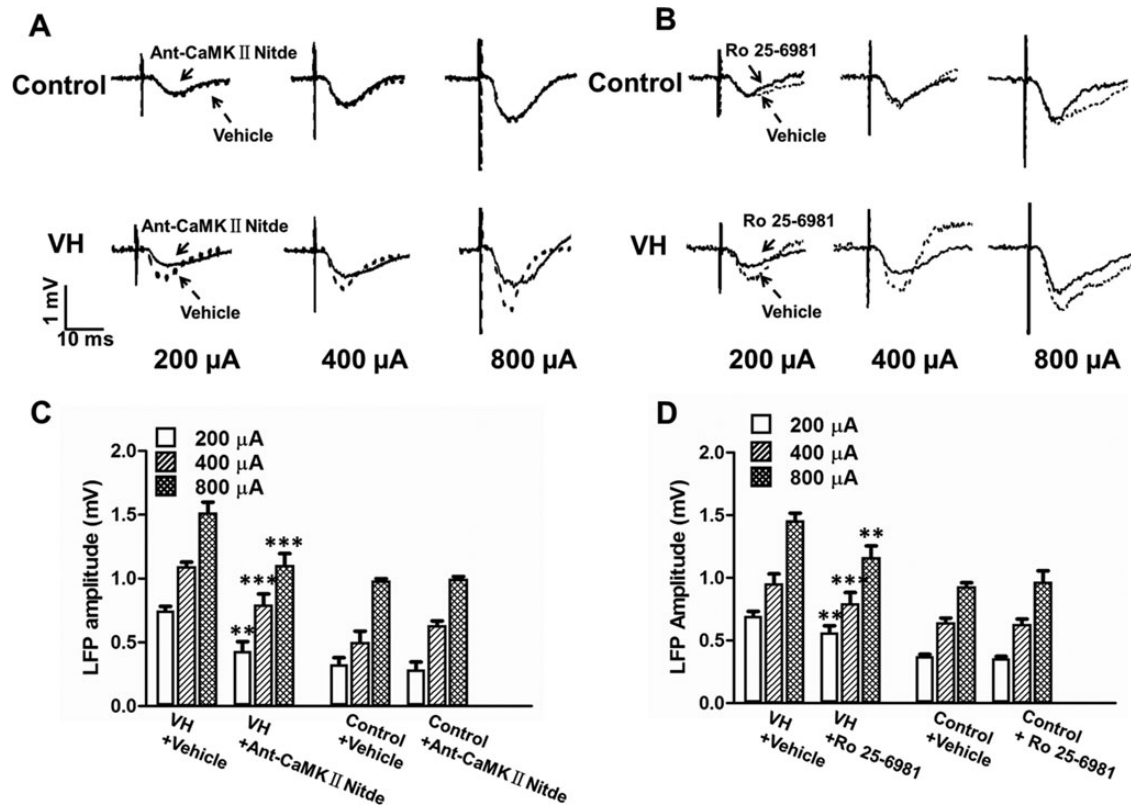 A
Ant-CaMK Ⅱ Nitde
Control
Vehicle
Ant-CaMK Ⅱ Nitde
VH
Vehicle
1 mV
10 ms
200 µA
400 µA
800 µA
B
Ro 25-6981
Control
Vehicle
Ro 25-6981
VH
Vehicle
200 µA
400 µA
800 µA
C
200 µA
400 µA
800 µA
LFP amplitude (mV)
2.0
1.5
1.0
0.5
0.0
**
***
***
VH
+Vehicle
VH
+Ant-CaMK Ⅱ Nitde
Control
+Vehicle
Control
+Ant-CaMK Ⅱ Nitde
D
200 µA
400 µA
800 µA
LFP Amplitude (mV)
2.0
1.5
1.0
0.5
0.0
**
***
**
VH
+Vehicle
VH
+Ro 25-6981
Control
+Vehicle
Control
+ Ro 25-6981